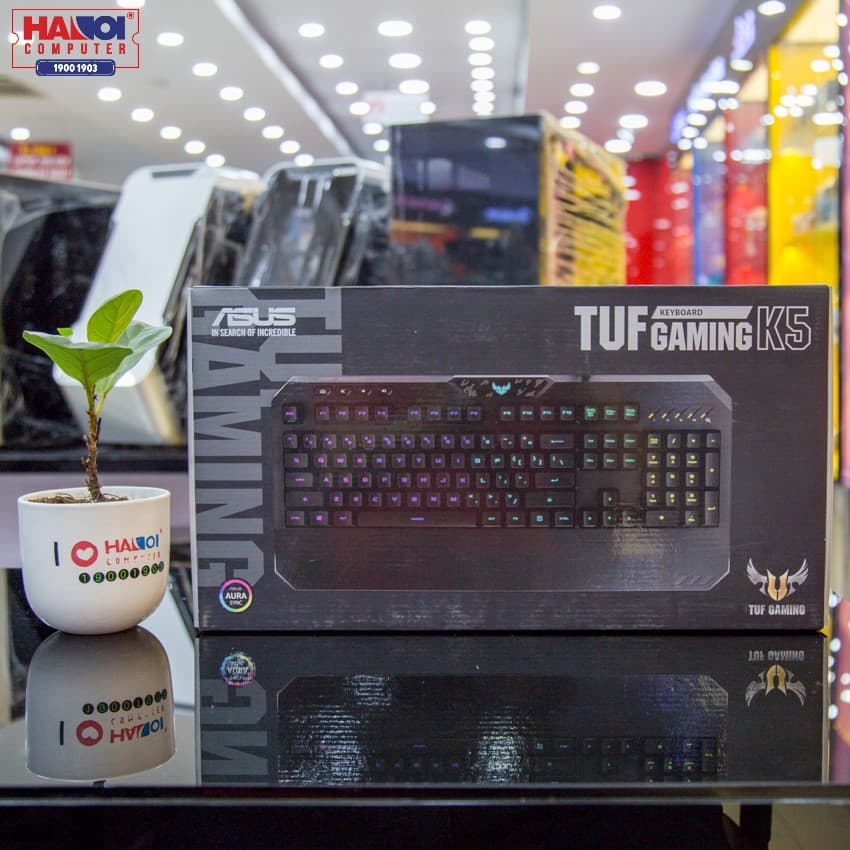 HANOI
COMPUTER
1900 1903
ASUS
IN SEARCH OF INCREDIBLE
TUF GAMING K5
KEYBOARD
TUF
GAMING
AURA
SYNC
TUF GAMING
I HANOI
COMPUTER
19001903